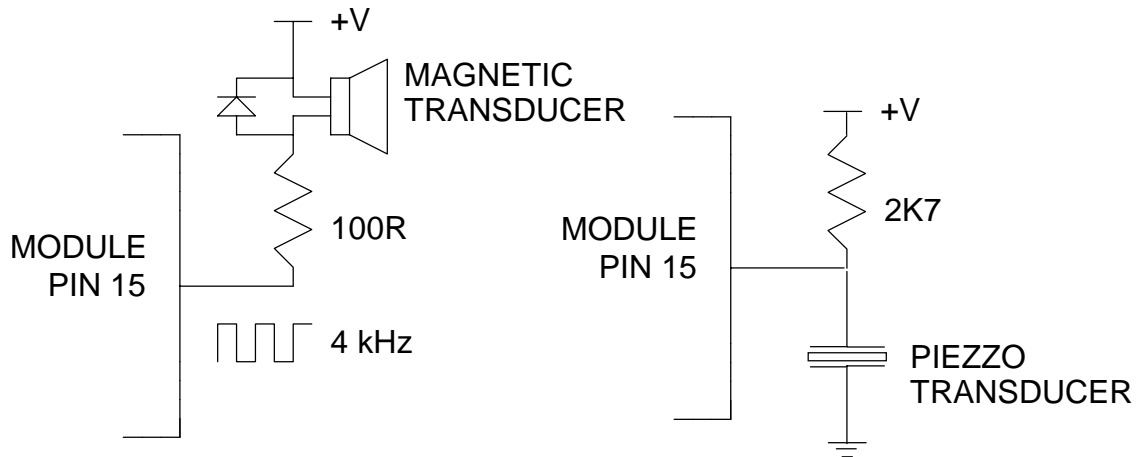 +V
MAGNETIC
TRANSDUCER
100R
MODULE
PIN 15
4 kHz
+V
2K7
MODULE
PIN 15
PIEZZO
TRANSDUCER